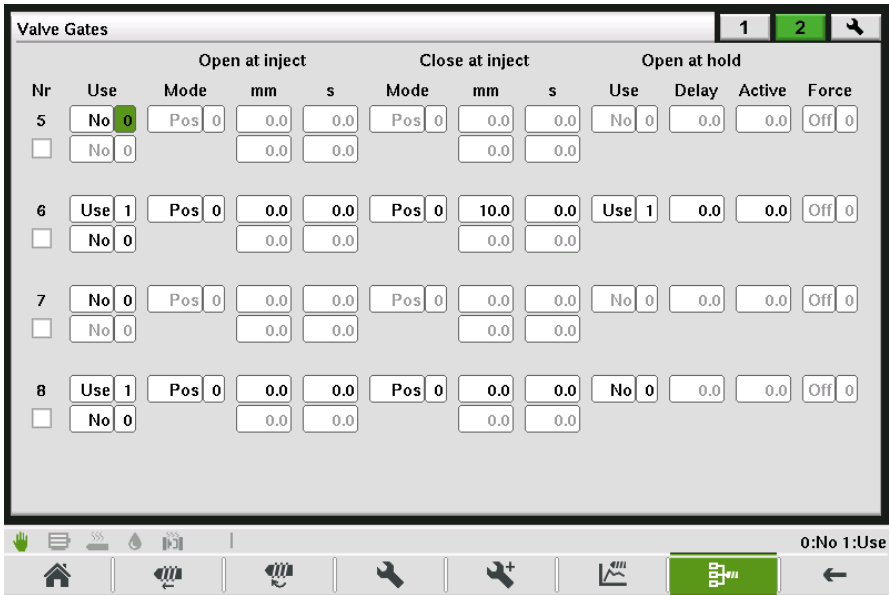 Valve Gates 1 2
Open at inject Close at inject Open at hold
Nr Use Mode mm s Mode mm s Use Delay Active Force
5 No 0 Pos 0 0.0 0.0 Pos 0 0.0 0.0 No 0 0.0 0.0 Off 0
No 0 0.0 0.0 0.0 0.0
6 Use 1 Pos 0 0.0 0.0 Pos 0 10.0 0.0 Use 1 0.0 0.0 Off 0
No 0 0.0 0.0 0.0 0.0
7 No 0 Pos 0 0.0 0.0 Pos 0 0.0 0.0 No 0 0.0 0.0 Off 0
No 0 0.0 0.0 0.0 0.0
8 Use 1 Pos 0 0.0 0.0 Pos 0 0.0 0.0 No 0 0.0 0.0 Off 0
No 0 0.0 0.0 0.0 0.0
0:No 1:Use